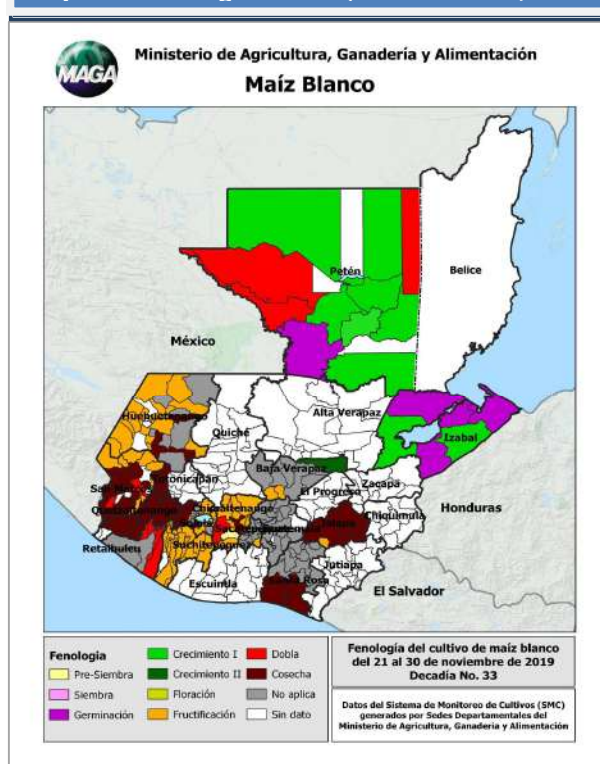 MAGA
Ministerio de Agricultura, Ganadería y Alimentación
Maíz Blanco
Petén
Belice
México
Huehuetenango
Quiché
Alta Verapaz
Izabal
Baja Verapaz
Zacapa
San Marcos
Totonicapán
El Progreso
Quetzaltenango
Chimaltenango
Chiquimula
Honduras
Sololá
Jalapa
Retalhuleu
Suchitepéquez
Santa Rosa
Jutiapa
Escuintla
El Salvador
Fenología
Pre-Siembra
Siembra
Germinación
Crecimiento I
Crecimiento II
Floración
Fructificación
Dobla
Cosecha
No aplica
Sin dato
Fenología del cultivo de maíz blanco
del 21 al 30 de noviembre de 2019
Decadía No. 33
Datos del Sistema de Monitoreo de Cultivos (SMC)
generados por Sedes Departamentales del
Ministerio de Agricultura, Ganadería y Alimentación